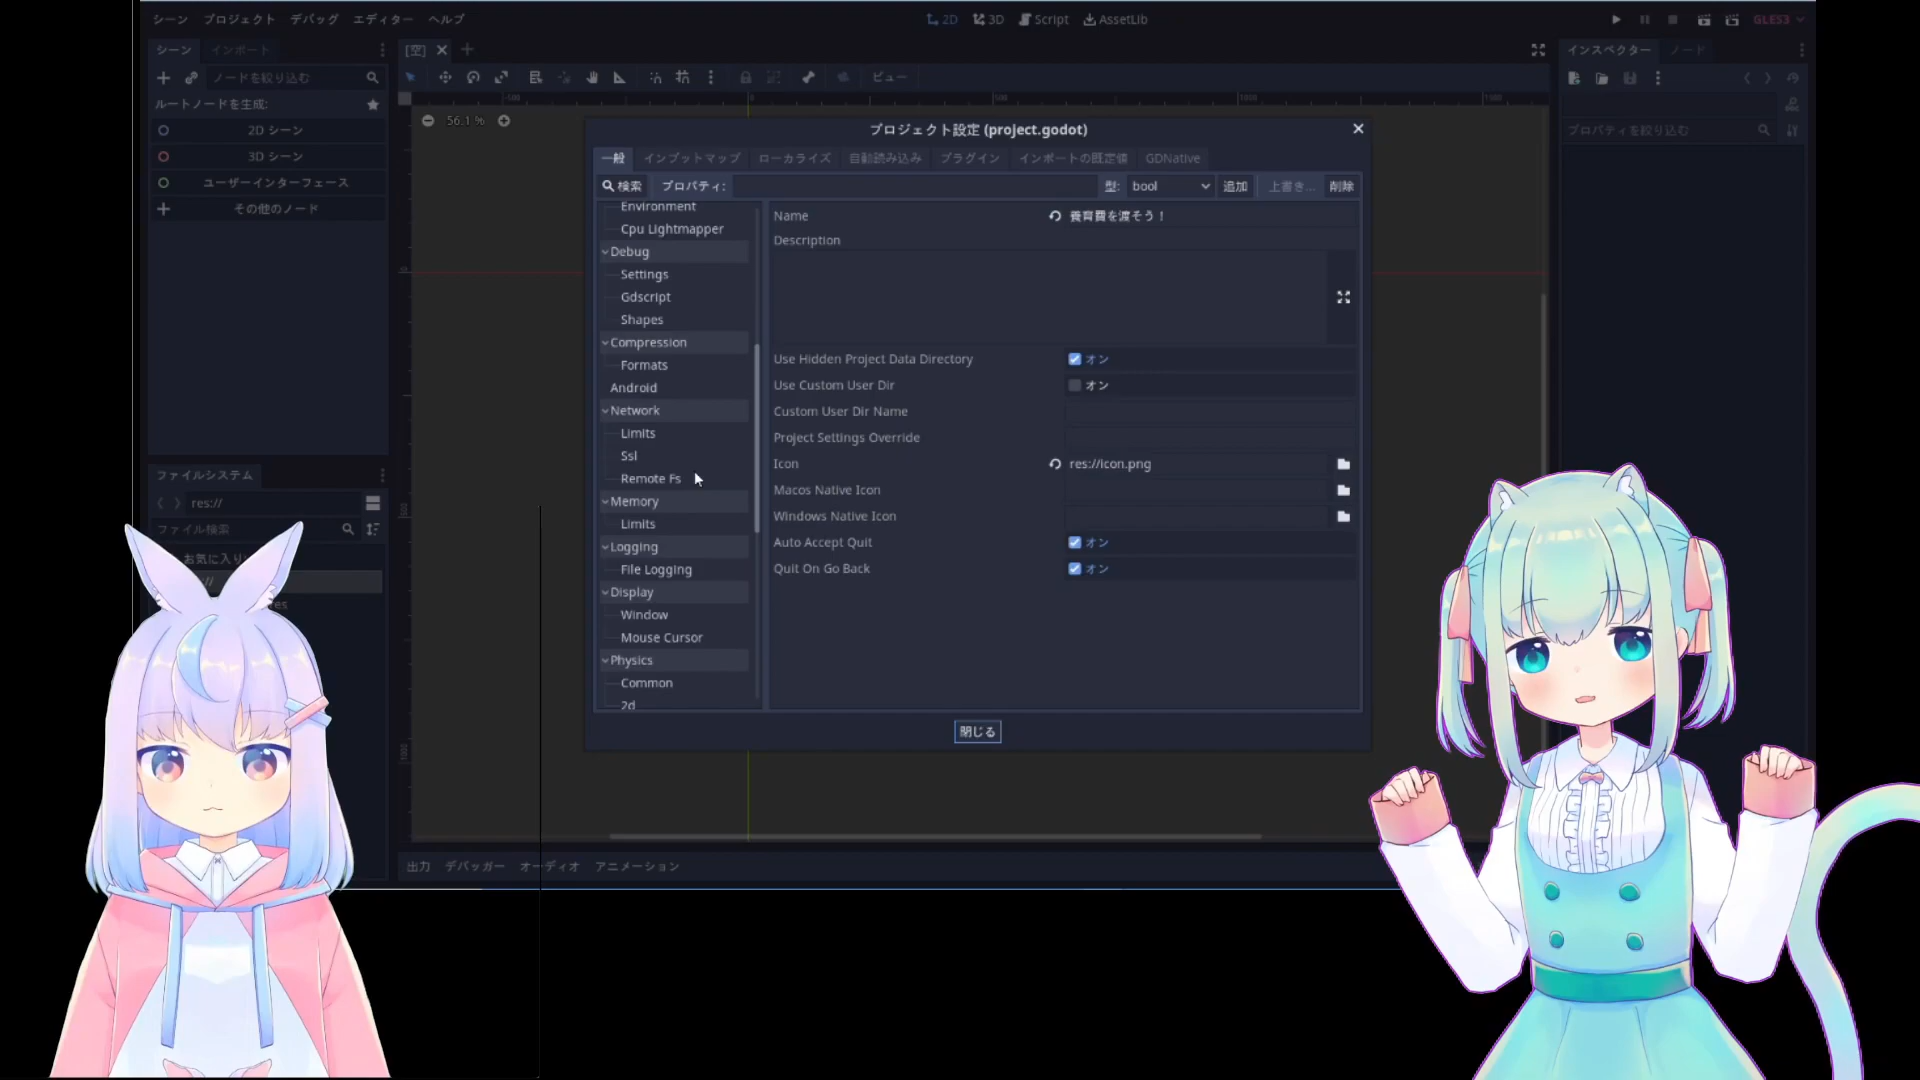 シーン プロジェクト デバッグ エディター ヘルプ
2D 3D Script AssetLib
GLES3
シーン インポート
ノードを絞り込む
ルートノードを生成:
2D シーン
3D シーン
ユーザーインターフェース
その他のノード
[空]
ビュー
-500 0 500 1000 1500
56.1 %
インスペクター ノード
プロパティを絞り込む
プロジェクト設定 (project.godot)
一般 インプットマップ ローカライズ 自動読み込み プラグイン インポートの既定値 GDNative
検索 プロパティ: 型: bool 追加 上書き... 削除
Environment
Cpu Lightmapper
Debug
Settings
Gdscript
Shapes
Compression
Formats
Android
Network
Limits
Ssl
Remote Fs
Memory
Limits
Logging
File Logging
Display
Window
Mouse Cursor
Physics
Common
2d
Name 養育費を渡そう！
Description
Use Hidden Project Data Directory オン
Use Custom User Dir オン
Custom User Dir Name
Project Settings Override
Icon res://icon.png
Macos Native Icon
Windows Native Icon
Auto Accept Quit オン
Quit On Go Back オン
閉じる
ファイルシステム
res://
ファイル検索
お気に入り
出力 デバッガー オーディオ アニメーション